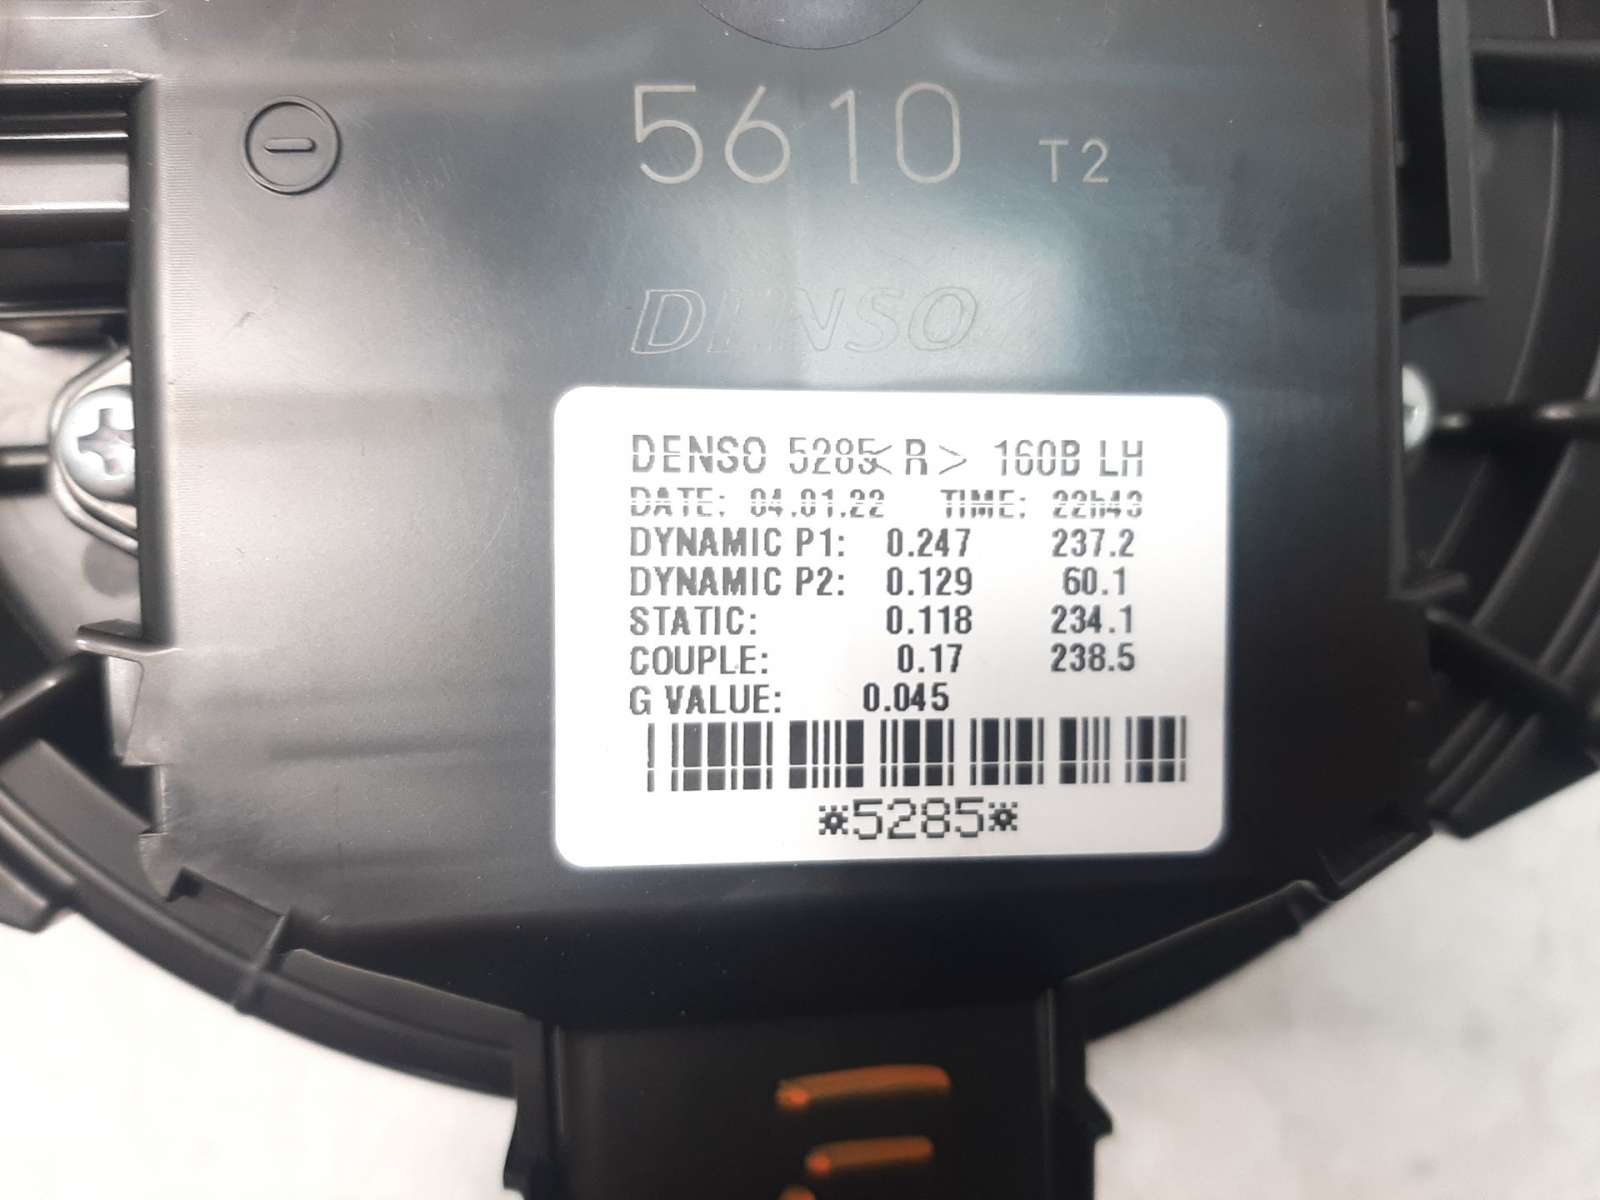 5610 T2
DENSO
DENSO 5285<R> 160B LH
DATE: 04.01.22 TIME: 22h43
DYNAMIC P1: 0.247 237.2
DYNAMIC P2: 0.129 60.1
STATIC: 0.118 234.1
COUPLE: 0.17 238.5
G VALUE: 0.045
*5285*